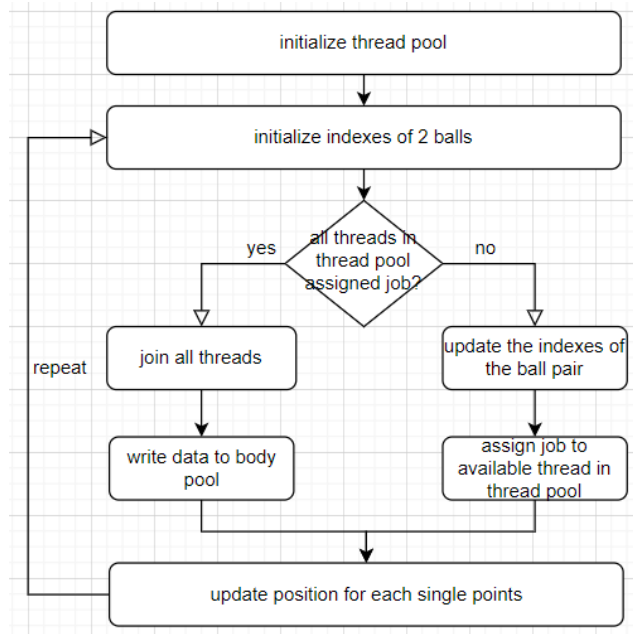 initialize thread pool
initialize indexes of 2 balls
all threads in
thread pool
assigned job?
yes
no
join all threads
update the indexes of
the ball pair
repeat
write data to body
pool
assign job to
available thread in
thread pool
update position for each single points